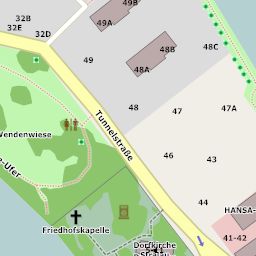 32B
32E
32D
49B
49A
48B
48C
49
48A
48
47
47A
Tunnelstraße
Wendenwiese
e-Ufer
46
43
44
HANSA-
Friedhofskapelle
41-42
Dorfkirche
Stralau